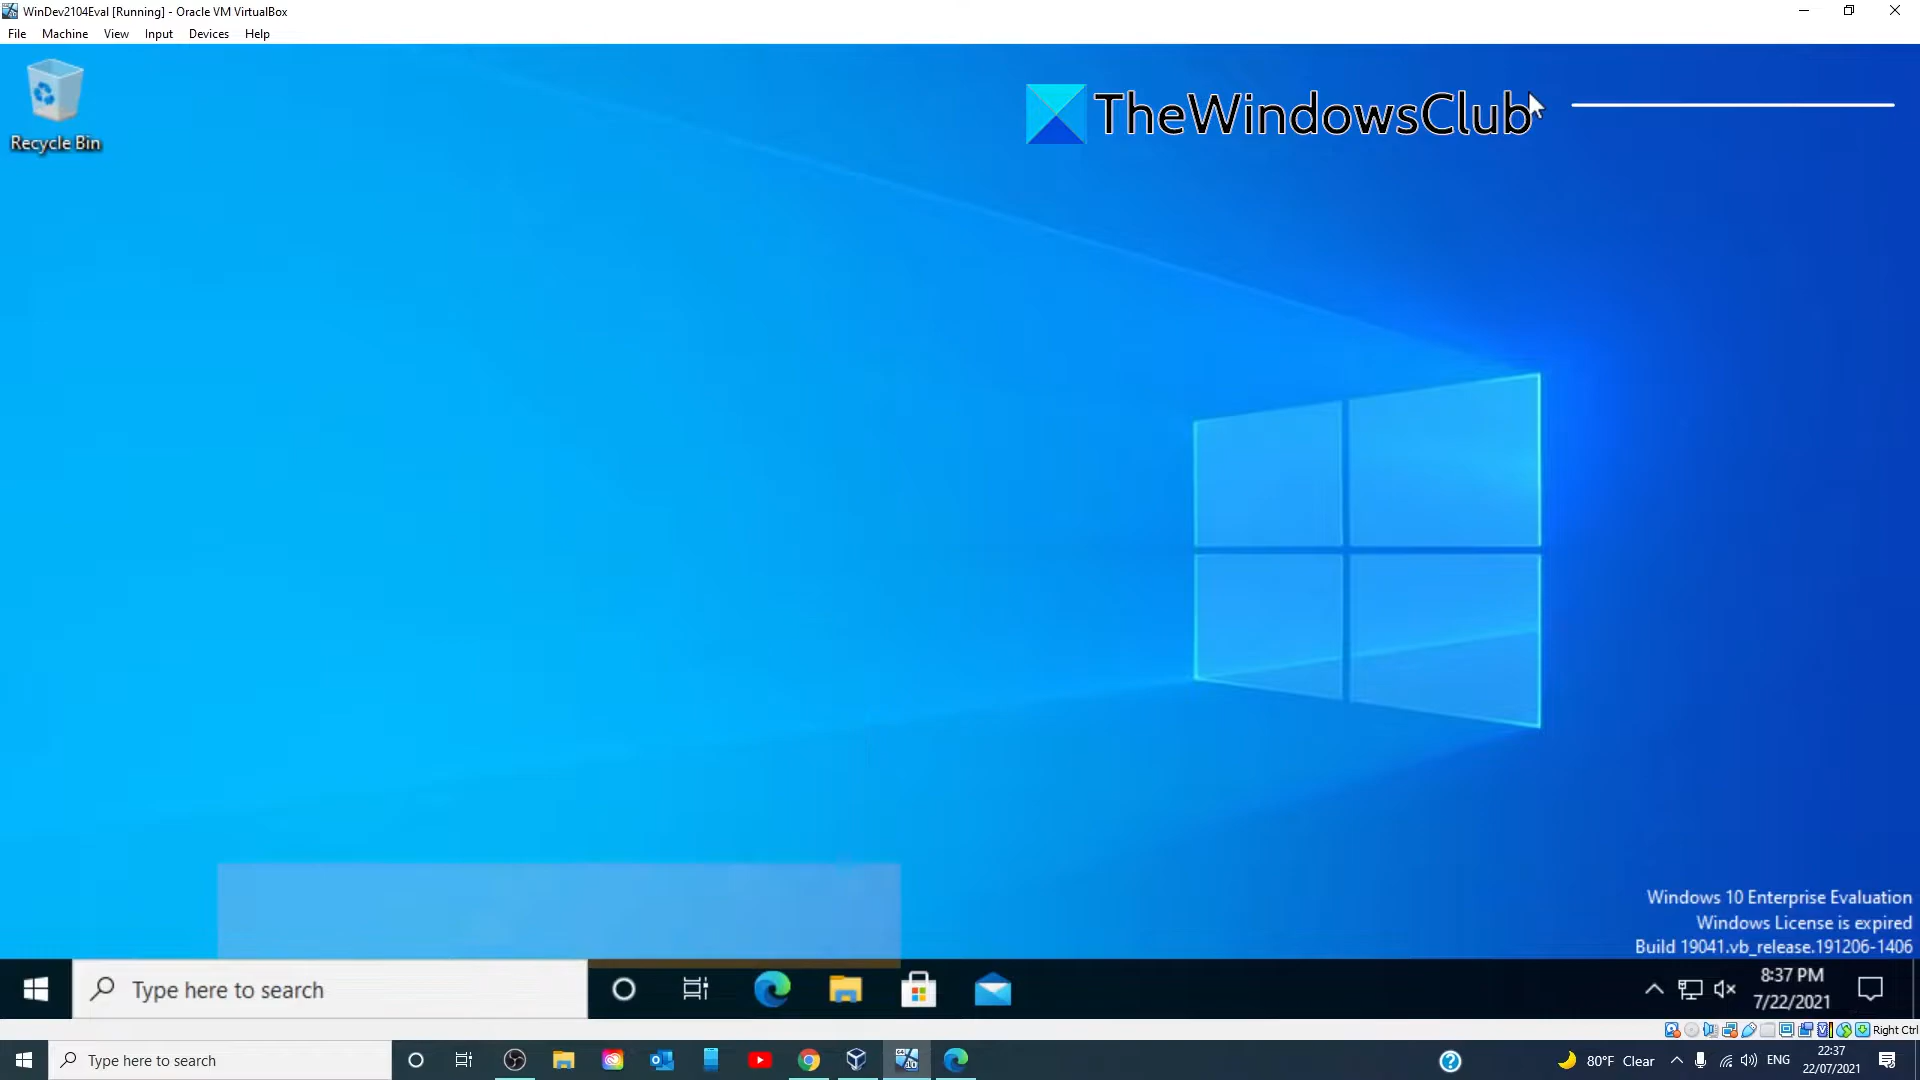 WinDev2104Eval [Running] - Oracle VM VirtualBox
File Machine View Input Devices Help
TheWindowsClub
Recycle Bin
Windows 10 Enterprise Evaluation
Windows License is expired
Build 19041.vb_release.191206-1406
Type here to search
8:37 PM
7/22/2021
Right Ctrl
Type here to search
80°F Clear
ENG
22:37
22/07/2021